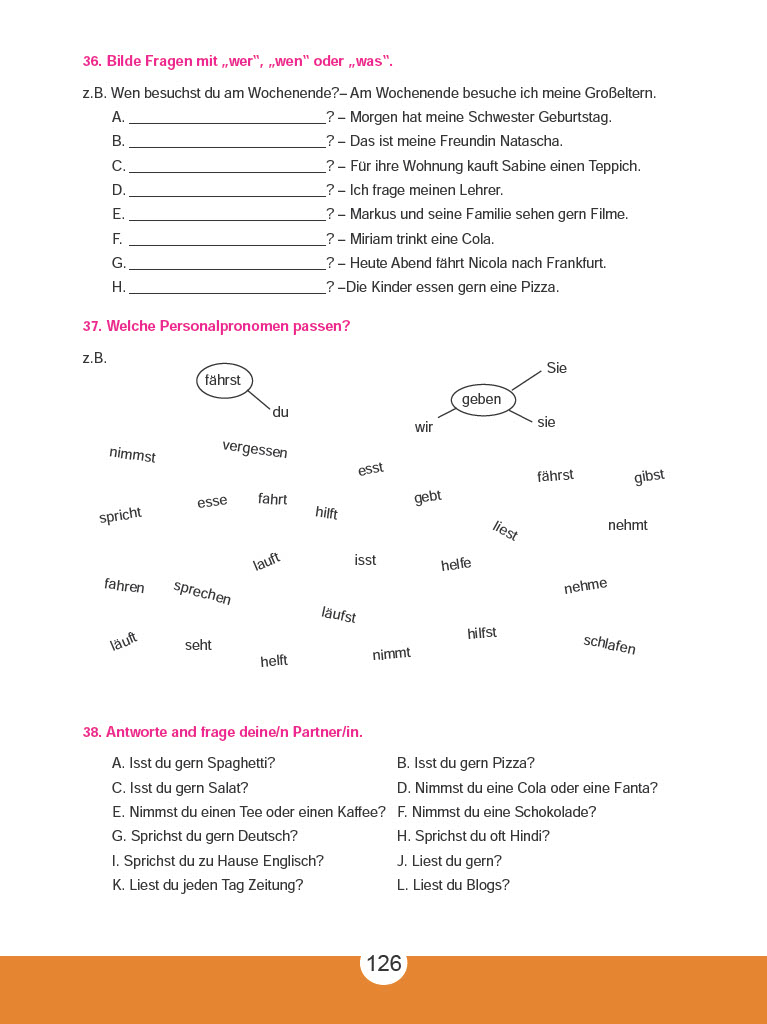 36. Bilde Fragen mit „wer‟, „wen‟ oder „was‟.
z.B. Wen besuchst du am Wochenende?– Am Wochenende besuche ich meine Großeltern.
A. ________________________? – Morgen hat meine Schwester Geburtstag.
B. ________________________? – Das ist meine Freundin Natascha.
C. ________________________? – Für ihre Wohnung kauft Sabine einen Teppich.
D. ________________________? – Ich frage meinen Lehrer.
E. ________________________? – Markus und seine Familie sehen gern Filme.
F. ________________________? – Miriam trinkt eine Cola.
G. ________________________? – Heute Abend fährt Nicola nach Frankfurt.
H. ________________________? –Die Kinder essen gern eine Pizza.
37. Welche Personalpronomen passen?
z.B.
fährst
du
Sie
geben
wir
sie
nimmst
vergessen
esst
fährst
gibst
spricht
esse
fahrt
hilft
gebt
liest
nehmt
lauft
isst
helfe
fahren
sprechen
läufst
nehme
läuft
seht
helft
nimmt
hilfst
schlafen
38. Antworte and frage deine/n Partner/in.
A. Isst du gern Spaghetti? B. Isst du gern Pizza?
C. Isst du gern Salat? D. Nimmst du eine Cola oder eine Fanta?
E. Nimmst du einen Tee oder einen Kaffee? F. Nimmst du eine Schokolade?
G. Sprichst du gern Deutsch? H. Sprichst du oft Hindi?
I. Sprichst du zu Hause Englisch? J. Liest du gern?
K. Liest du jeden Tag Zeitung? L. Liest du Blogs?
126